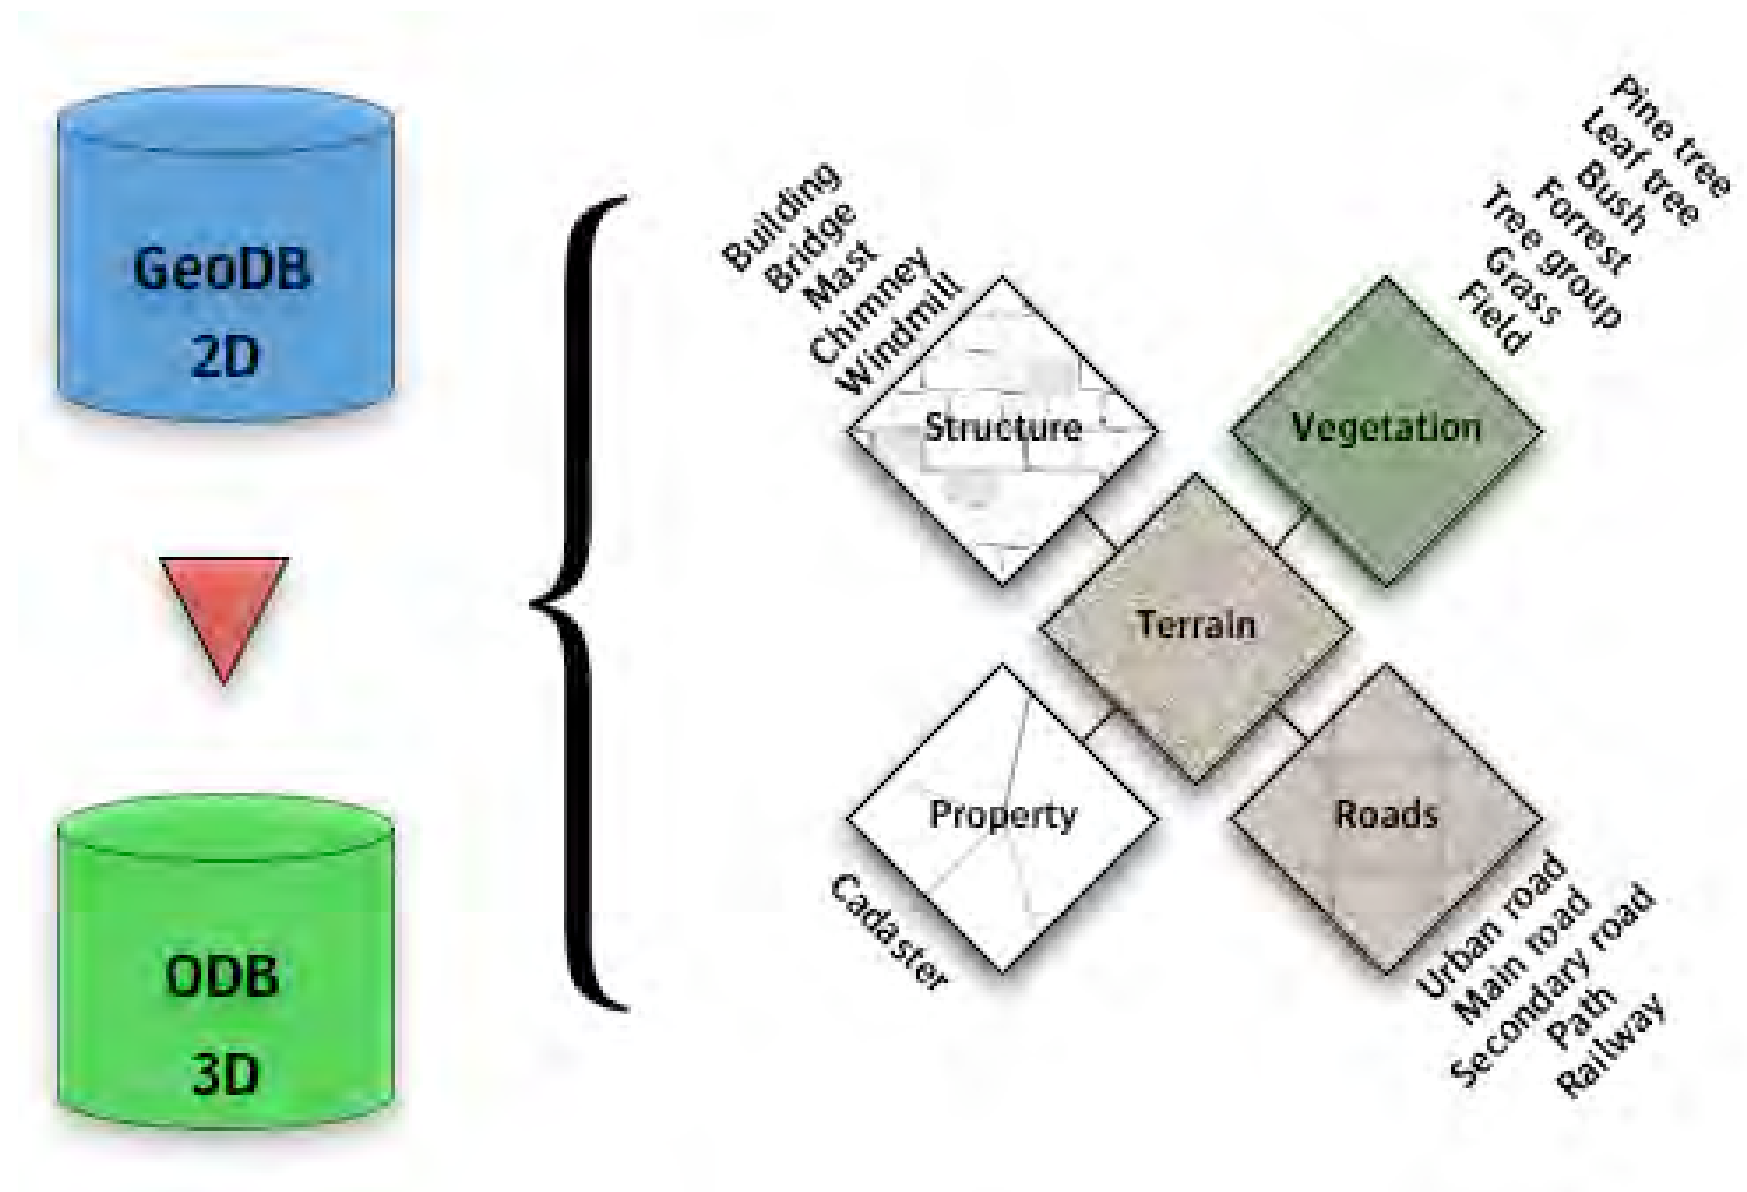 GeoDB
2D
ODB
3D
Building
Bridge
Mast
Chimney
Windmill
Structure
Pine tree
Leaf tree
Bush
Forrest
Tree group
Grass
Field
Vegetation
Terrain
Property
Cadaster
Roads
Urban road
Main road
Secondary road
Path
Railway